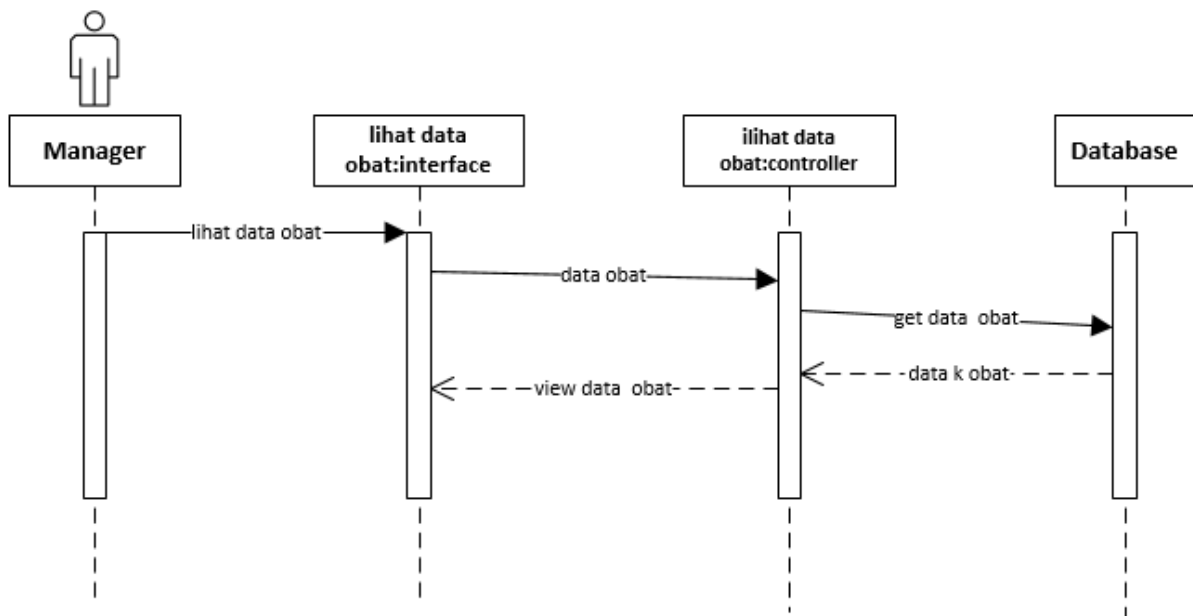 Manager
lihat data
obat:interface
ilihat data
obat:controller
Database
lihat data obat
data obat
get data  obat
data k obat
view data  obat